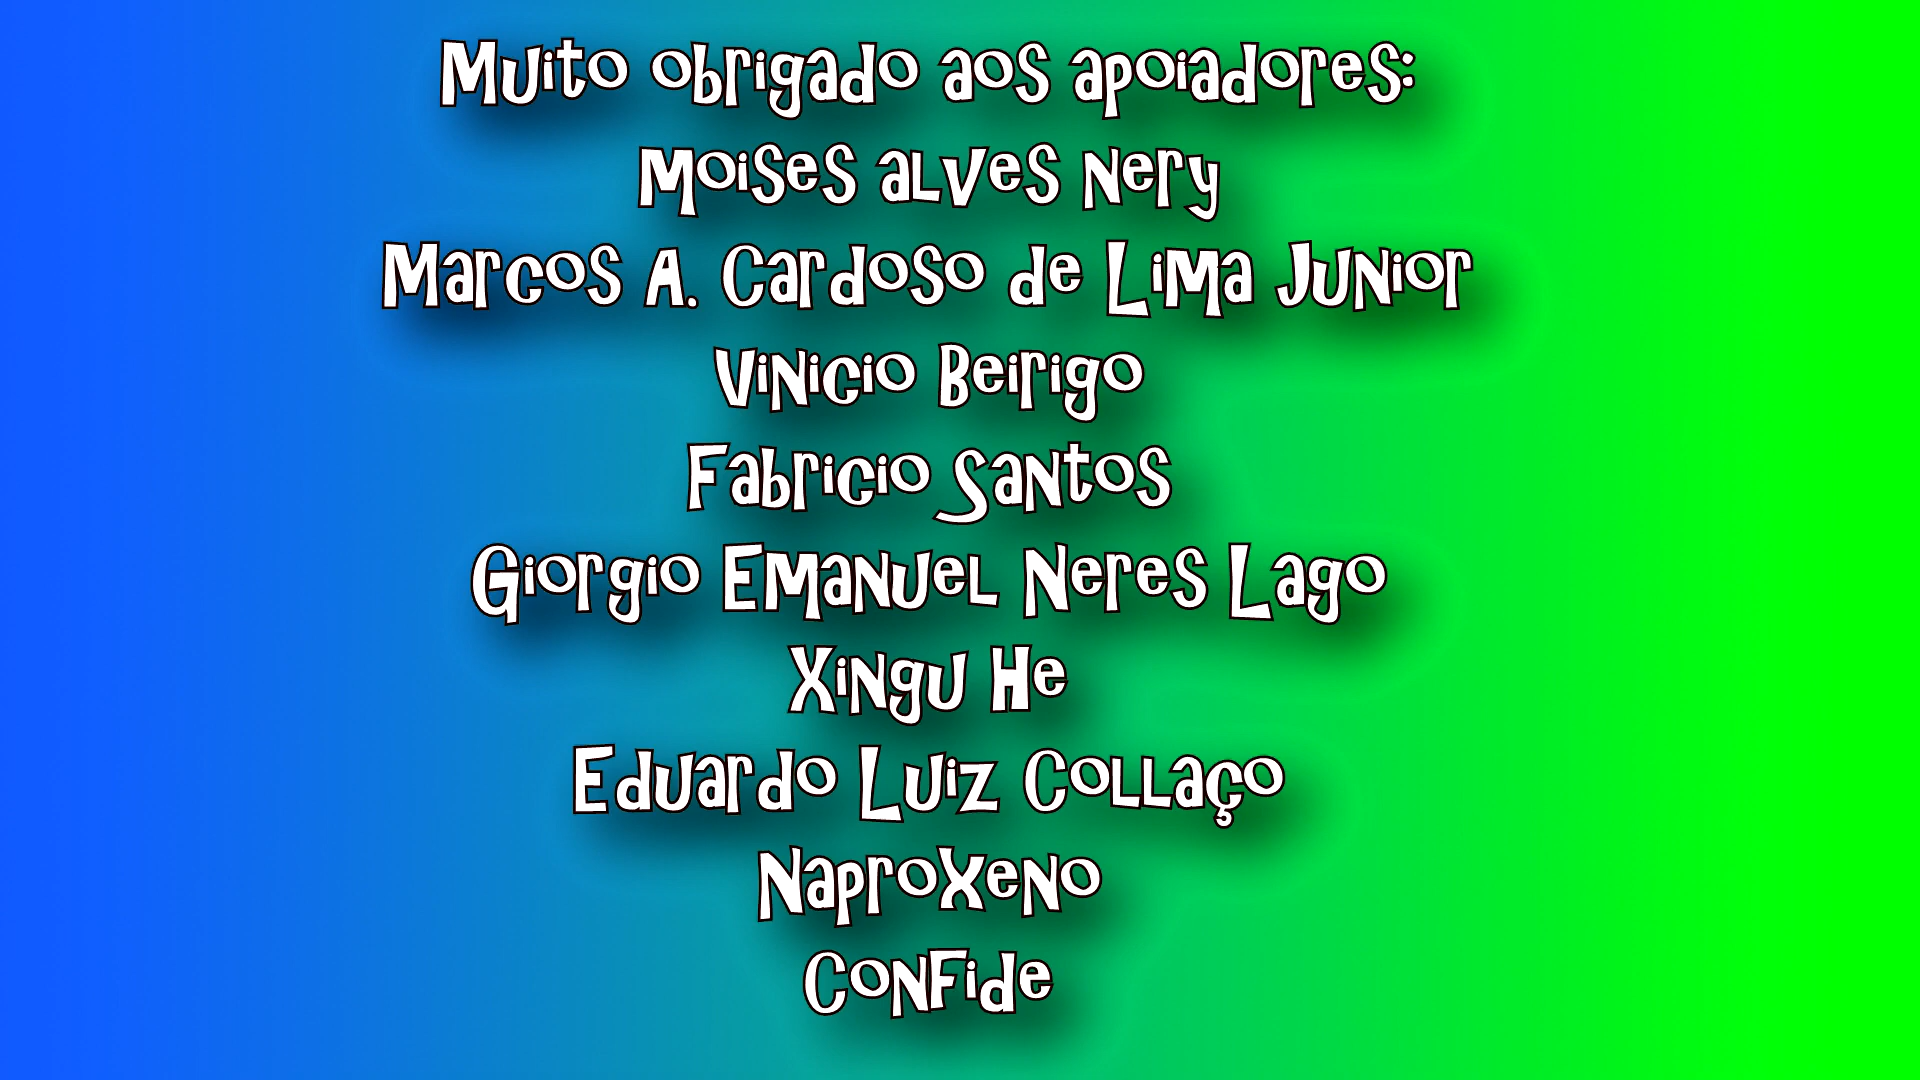 Muito obrigado aos apoiadores:
Moises alves Nery
Marcos A. Cardoso de Lima Junior
Vinicio Beirigo
Fabricio Santos
Giorgio Emanuel Neres Lago
Xingu He
Eduardo Luiz Collaço
Naproxeno
Confide